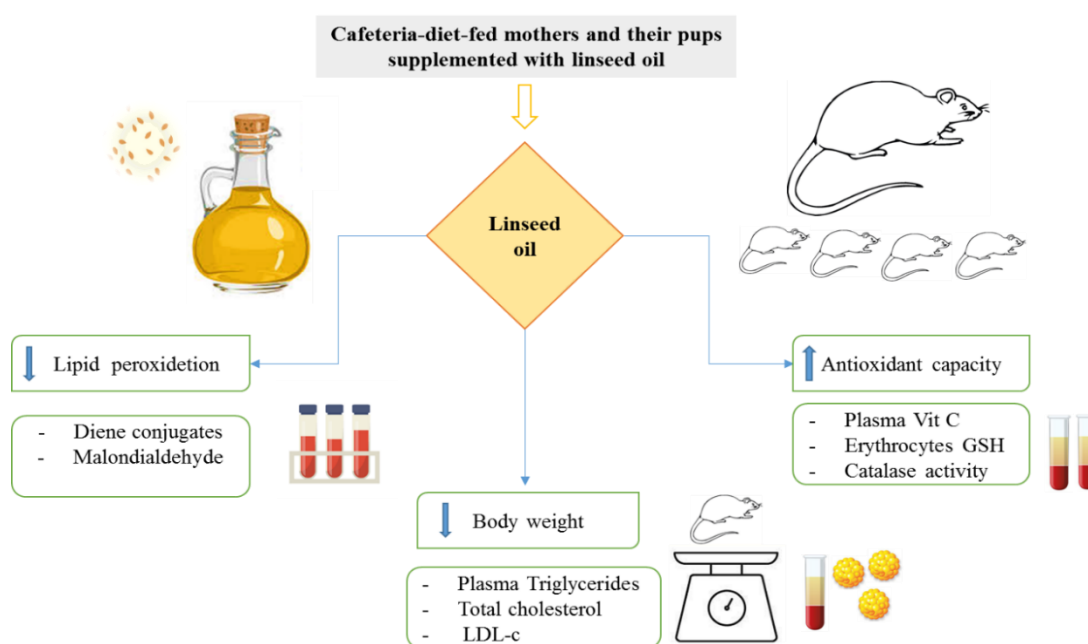 Cafeteria-diet-fed mothers and their pups
supplemented with linseed oil
Linseed
oil
Lipid peroxidetion
- Diene conjugates
- Malondialdehyde
Body weight
- Plasma Triglycerides
- Total cholesterol
- LDL-c
Antioxidant capacity
- Plasma Vit C
- Erythrocytes GSH
- Catalase activity